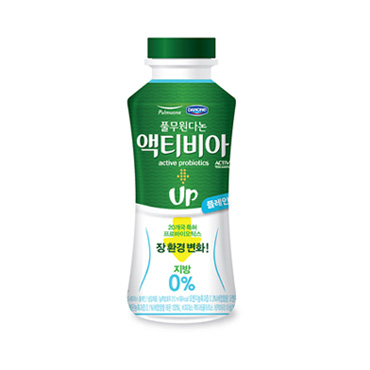 Pulmuone DANONE
풀무원다논
액티비아
active probiotics
ACTIVIA
up
플레인
20개국 특허
프로바이오틱스
장 환경 변화!
지방
0%